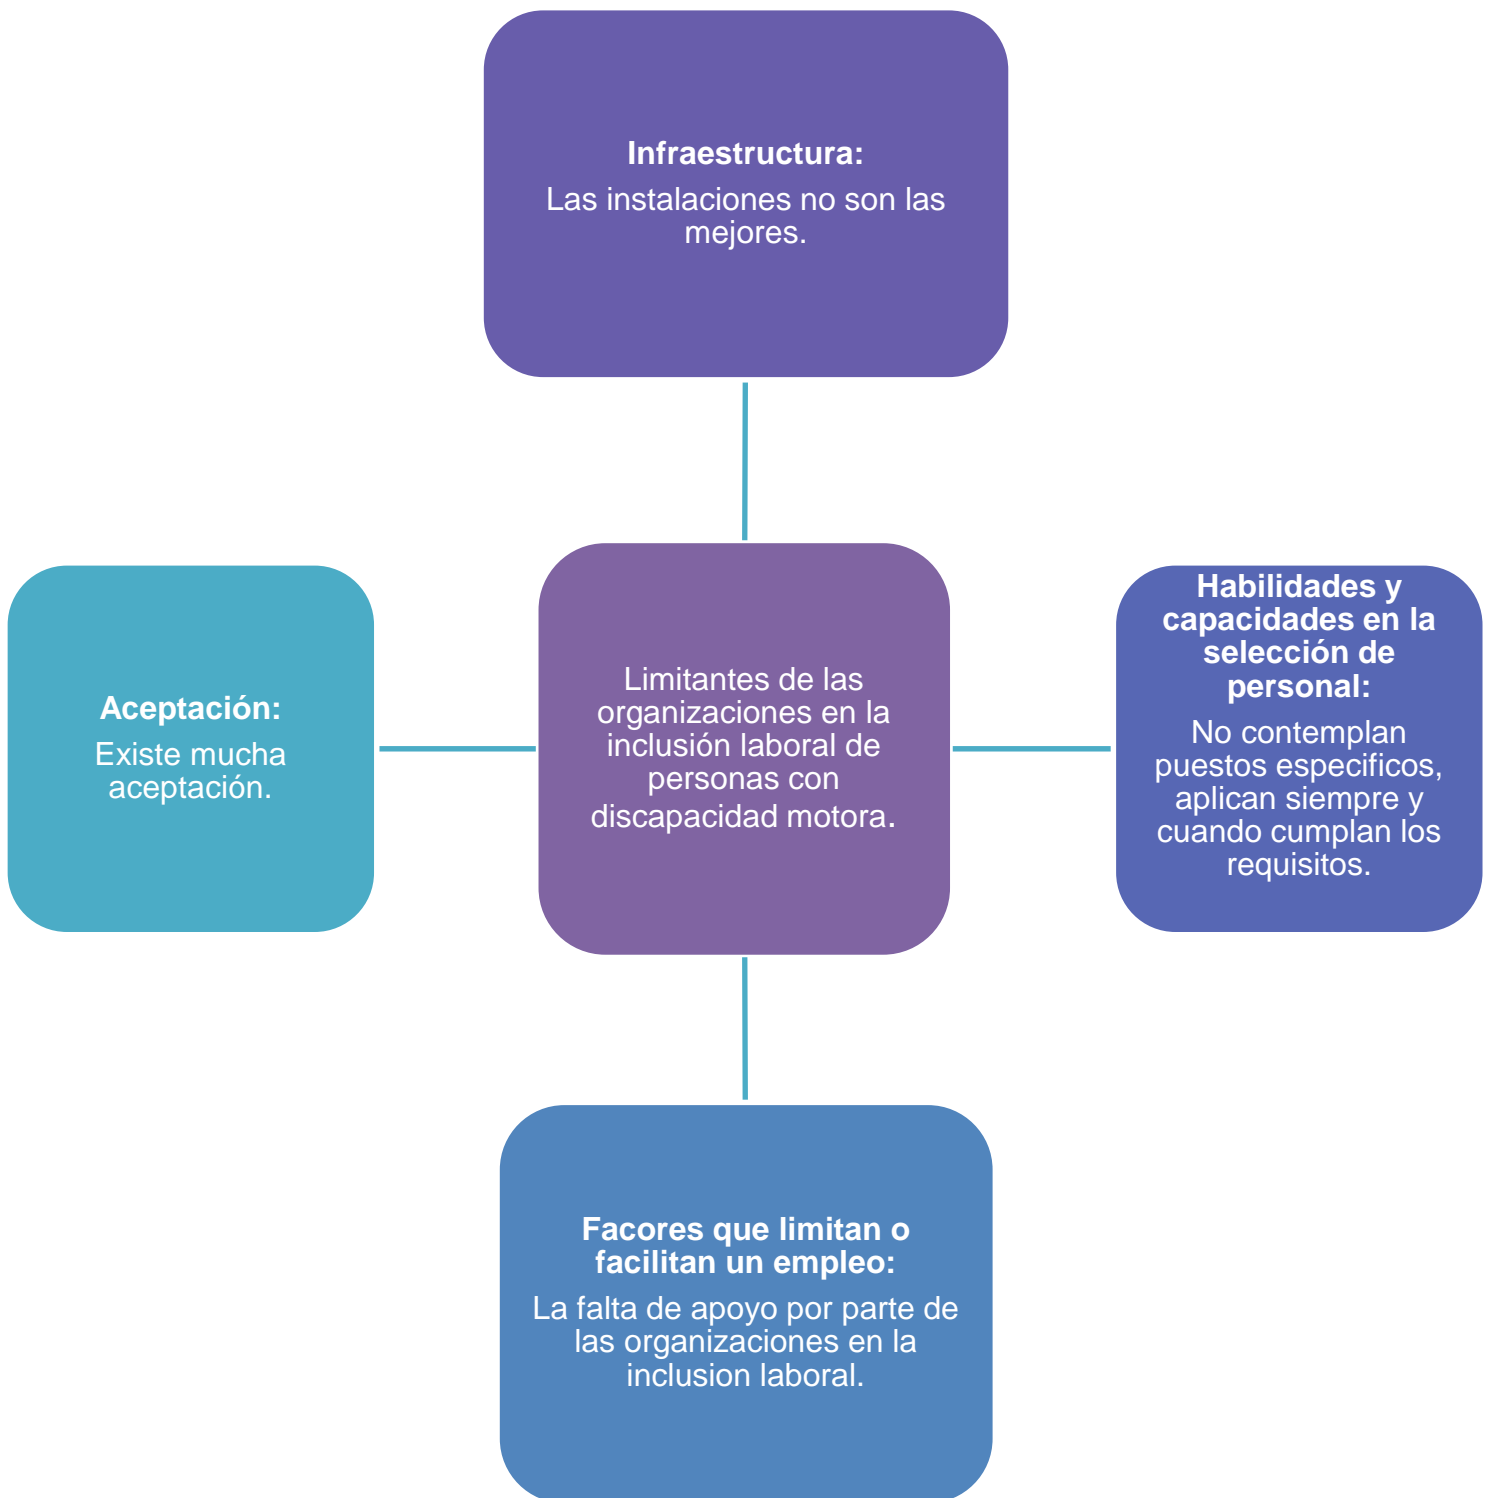 Infraestructura:
Las instalaciones no son las
mejores.
Aceptación:
Existe mucha
aceptación.
Limitantes de las
organizaciones en la
inclusión laboral de
personas con
discapacidad motora.
Habilidades y
capacidades en la
selección de
personal:
No contemplan
puestos especificos,
aplican siempre y
cuando cumplan los
requisitos.
Facores que limitan o
facilitan un empleo:
La falta de apoyo por parte de
las organizaciones en la
inclusion laboral.